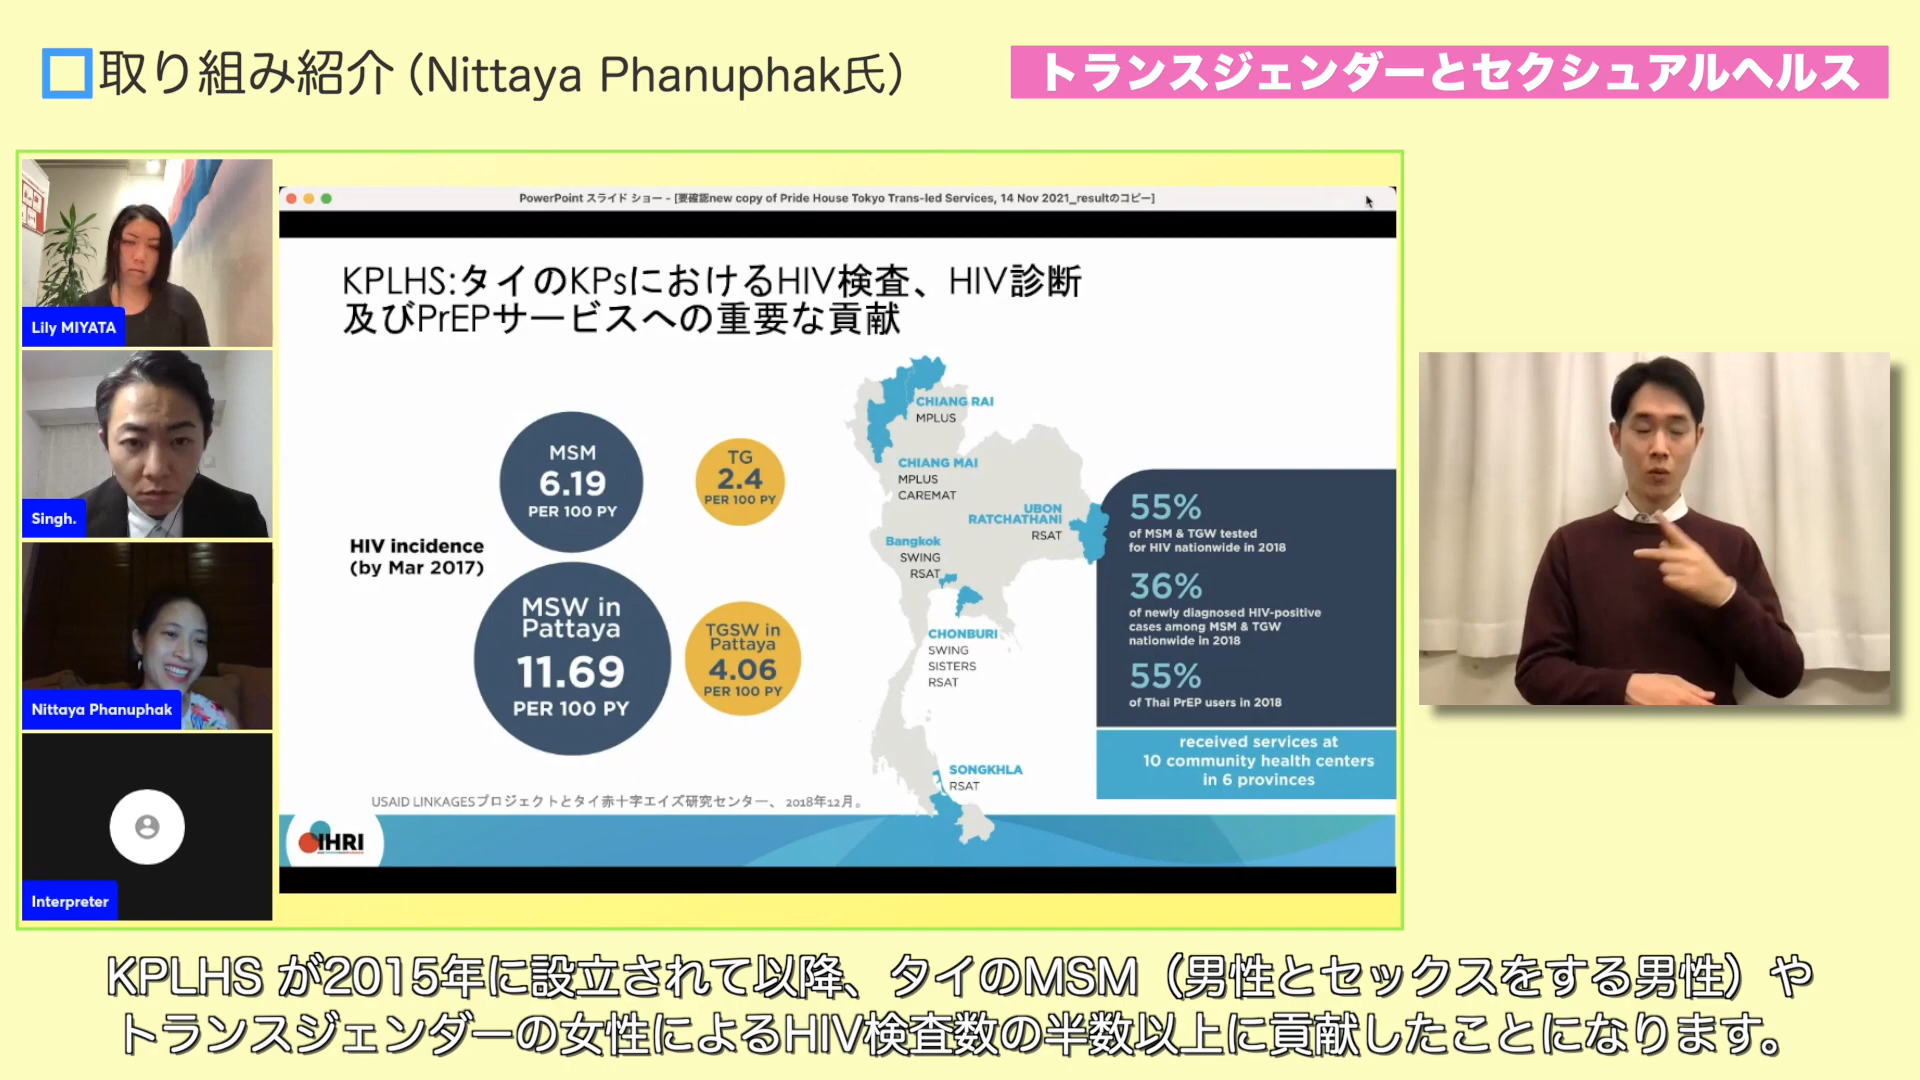 取り組み紹介（Nittaya Phanuphak氏）
トランスジェンダーとセクシュアルヘルス
Lily MIYATA
Singh.
Nittaya Phanuphak
Interpreter
PowerPoint スライド ショー - [要確認new copy of Pride House Tokyo Trans-led Services, 14 Nov 2021_resultのコピー]
KPLHS:タイのKPsにおけるHIV検査、HIV診断
及びPrEPサービスへの重要な貢献
HIV incidence
(by Mar 2017)
MSM
6.19
PER 100 PY
TG
2.4
PER 100 PY
MSW in
Pattaya
11.69
PER 100 PY
TGSW in
Pattaya
4.06
PER 100 PY
CHIANG RAI
MPLUS
CHIANG MAI
MPLUS
CAREMAT
UBON
RATCHATHANI
RSAT
Bangkok
SWING
RSAT
CHONBURI
SWING
SISTERS
RSAT
SONGKHLA
RSAT
55%
of MSM & TGW tested
for HIV nationwide in 2018
36%
of newly diagnosed HIV-positive
cases among MSM & TGW
nationwide in 2018
55%
of Thai PrEP users in 2018
received services at
10 community health centers
in 6 provinces
USAID LINKAGESプロジェクトとタイ赤十字エイズ研究センター、 2018年12月。
IHRI
KPLHS が2015年に設立されて以降、タイのMSM（男性とセックスをする男性）や
トランスジェンダーの女性によるHIV検査数の半数以上に貢献したことになります。